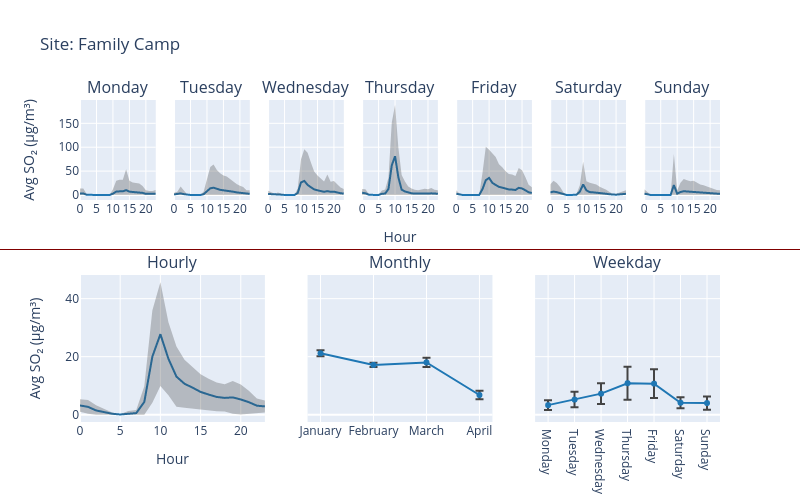 Site: Family Camp
Monday Tuesday Wednesday Thursday Friday Saturday Sunday
Avg SO₂ (µg/m³)
150
100
50
0
0 5 10 15 20 0 5 10 15 20 0 5 10 15 20 0 5 10 15 20 0 5 10 15 20 0 5 10 15 20 0 5 10 15 20
Hour
Hourly Monthly Weekday
Avg SO₂ (µg/m³)
40
20
0
0 5 10 15 20
Hour
January February March April
Monday
Tuesday
Wednesday
Thursday
Friday
Saturday
Sunday